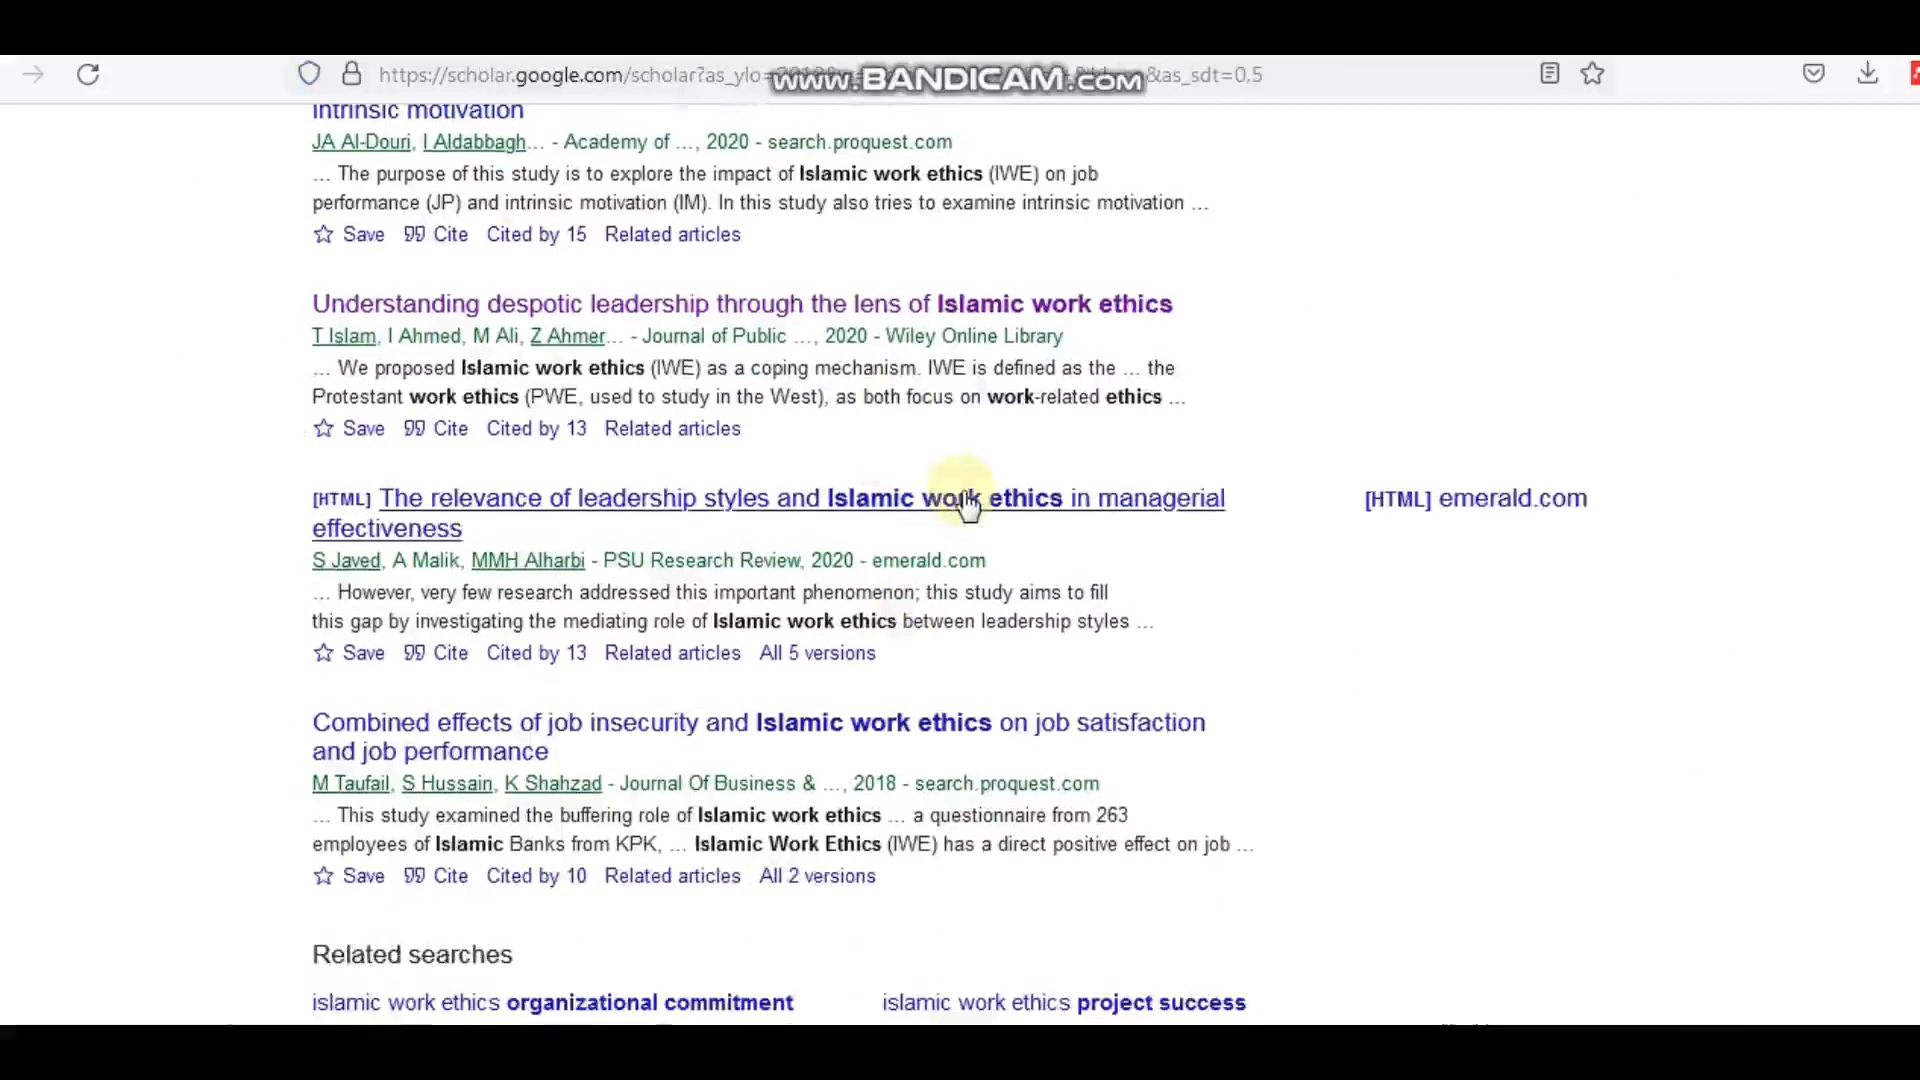 https://scholar.google.com/scholar?as_ylo= &as_sdt=0,5
www.BANDICAM.com
intrinsic motivation
JA Al-Douri, I Aldabbagh... - Academy of ..., 2020 - search.proquest.com
... The purpose of this study is to explore the impact of Islamic work ethics (IWE) on job
performance (JP) and intrinsic motivation (IM). In this study also tries to examine intrinsic motivation ...
Save Cite Cited by 15 Related articles
Understanding despotic leadership through the lens of Islamic work ethics
T Islam, I Ahmed, M Ali, Z Ahmer... - Journal of Public ..., 2020 - Wiley Online Library
... We proposed Islamic work ethics (IWE) as a coping mechanism. IWE is defined as the ... the
Protestant work ethics (PWE, used to study in the West), as both focus on work-related ethics ...
Save Cite Cited by 13 Related articles
[HTML] The relevance of leadership styles and Islamic work ethics in managerial
effectiveness
[HTML] emerald.com
S Javed, A Malik, MMH Alharbi - PSU Research Review, 2020 - emerald.com
... However, very few research addressed this important phenomenon; this study aims to fill
this gap by investigating the mediating role of Islamic work ethics between leadership styles ...
Save Cite Cited by 13 Related articles All 5 versions
Combined effects of job insecurity and Islamic work ethics on job satisfaction
and job performance
M Taufail, S Hussain, K Shahzad - Journal Of Business & ..., 2018 - search.proquest.com
... This study examined the buffering role of Islamic work ethics ... a questionnaire from 263
employees of Islamic Banks from KPK, ... Islamic Work Ethics (IWE) has a direct positive effect on job ...
Save Cite Cited by 10 Related articles All 2 versions
Related searches
islamic work ethics organizational commitment
islamic work ethics project success